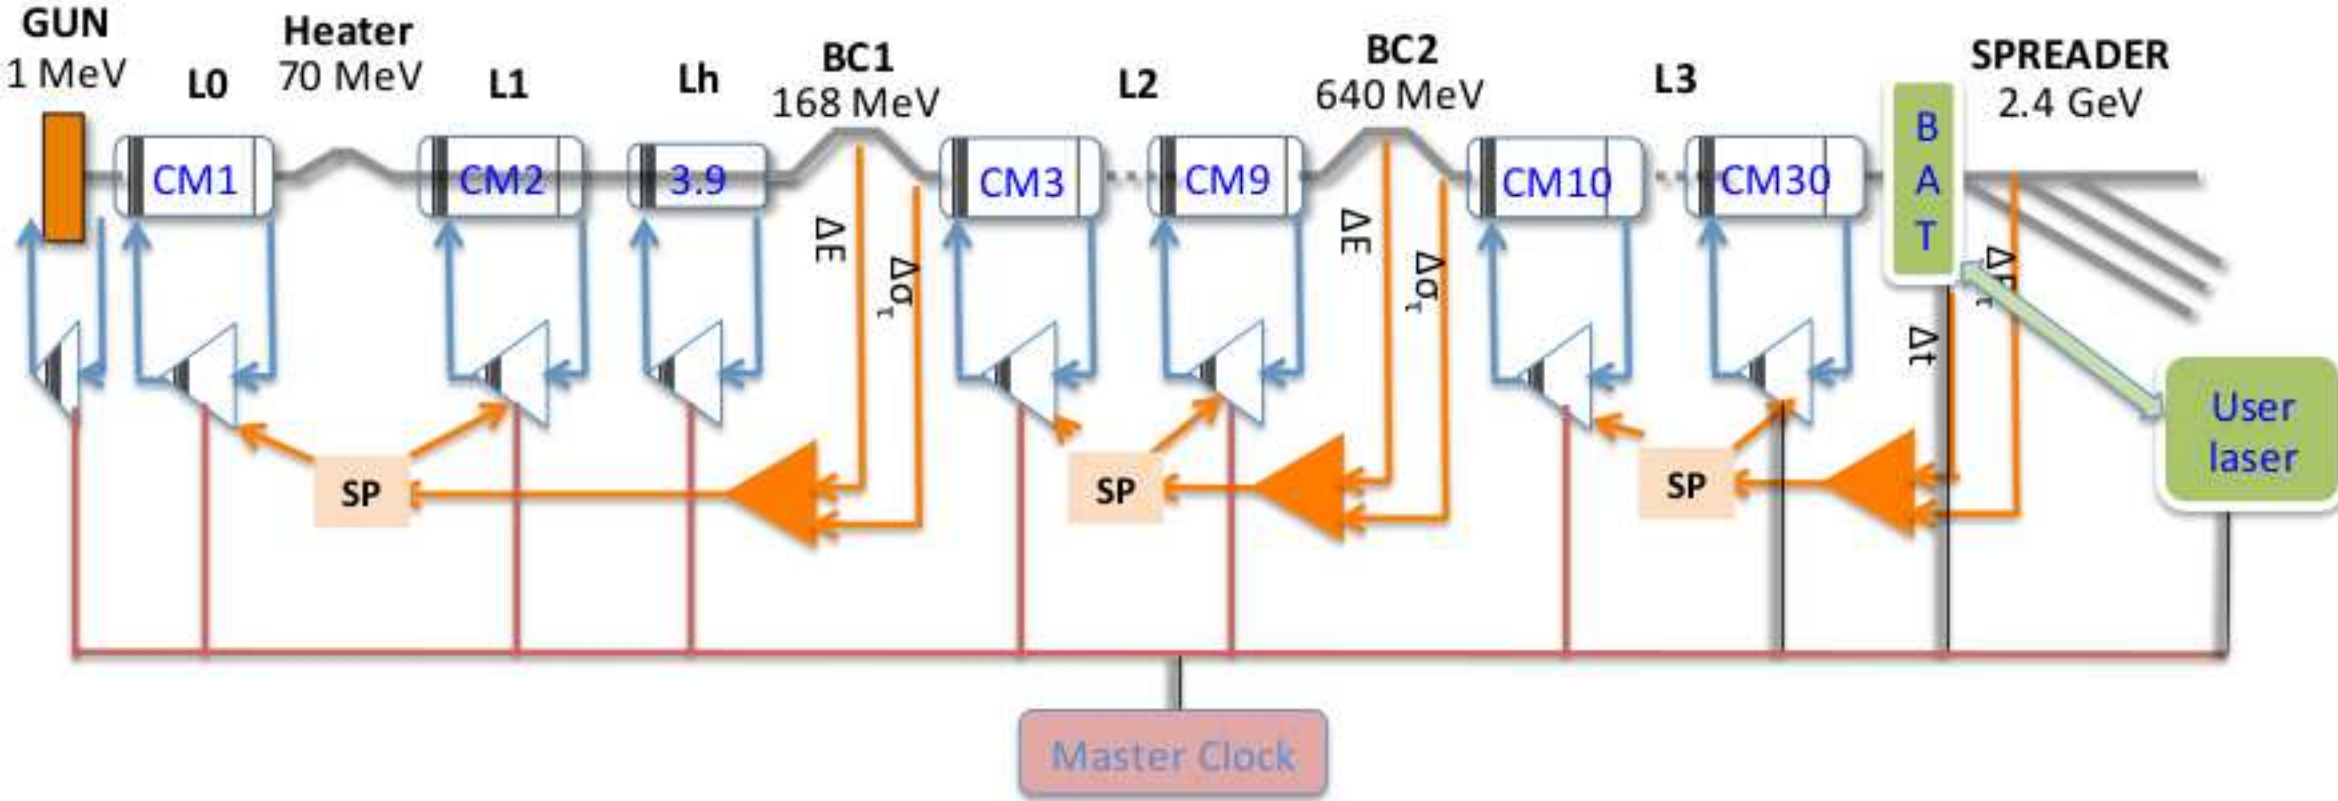 GUN
1 MeV
L0
Heater
70 MeV
L1
Lh
BC1
168 MeV
L2
BC2
640 MeV
L3
SPREADER
2.4 GeV
CM1
CM2
3.9
CM3
CM9
CM10
CM30
B
A
T
ΔE
Δστ
ΔE
Δστ
Δt
User
laser
SP
SP
SP
Master Clock